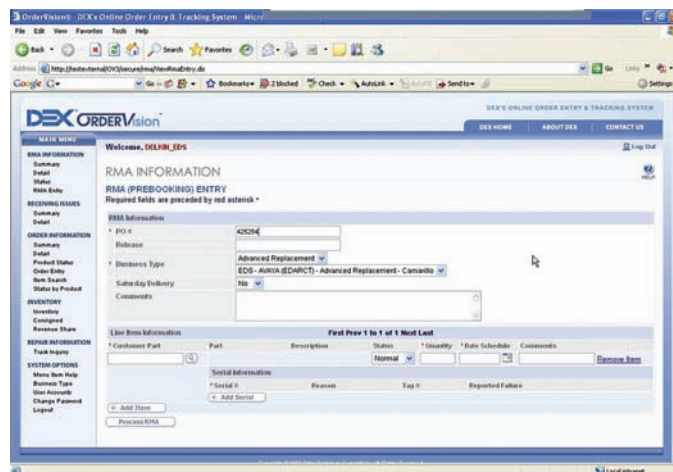 OrderVision® - DEX's Online Order Entry & Tracking System - Micro
File Edit View Favorites Tools Help
Back Search Favorites
Address Go Links
Google Go Bookmarks 2 blocked Check AutoLink Send to Settings
DEX'S ONLINE ORDER ENTRY & TRACKING SYSTEM
DEX ORDERVision
DEX HOME ABOUT DEX CONTACT US
MAIN MENU
Welcome, DELKIN_EDS
Log Out
RMA INFORMATION
Summary
Detail
Status
RMA Entry
RECEIVING ISSUES
Summary
Detail
ORDER INFORMATION
Summary
Detail
Product Status
Order Entry
Item Search
Status by Product
INVENTORY
Inventory
Consigned
Revenue Share
REPAIR INFORMATION
Track Inquiry
SYSTEM OPTIONS
Menu Item Help
Business Type
User Accounts
Change Password
Logout
RMA INFORMATION
HELP
RMA (PREBOOKING) ENTRY
Required fields are preceded by red asterisk *
RMA Information
* PO # 425254
Release
* Business Type Advanced Replacement
EDS - AVAYA (EDARCT) - Advanced Replacement - Camarillo
Saturday Delivery No
Comments
Line Item Information First Prev 1 to 1 of 1 Next Last
* Customer Part Part Description Status * Quantity * Date Schedule Comments
Normal Remove Item
Serial Information
* Serial # Reason Tag # Reported Failure
+ Add Serial
+ Add Item
Process RMA
Local intranet